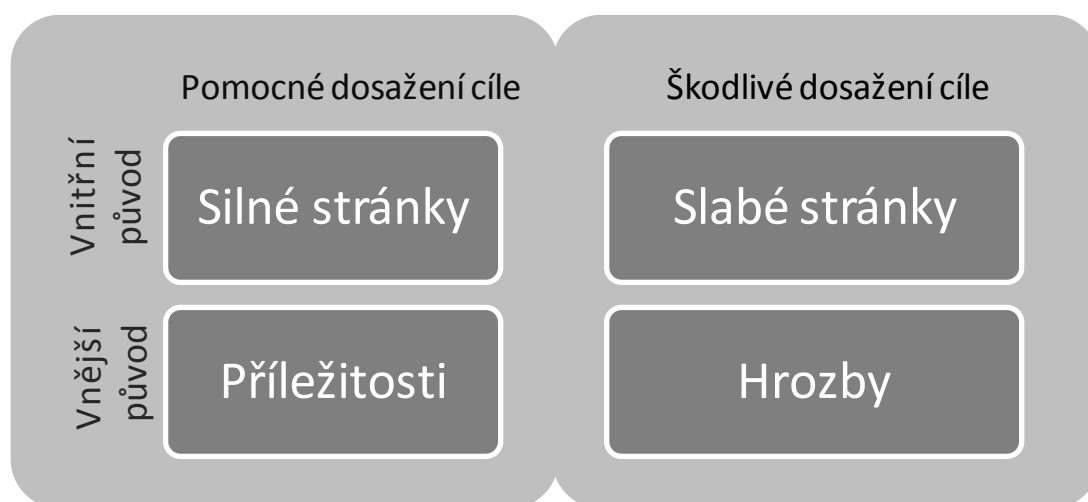 Pomocné dosažení cíle
Škodlivé dosažení cíle
Vnitřní
původ
Silné stránky
Slabé stránky
Vnější
původ
Příležitosti
Hrozby